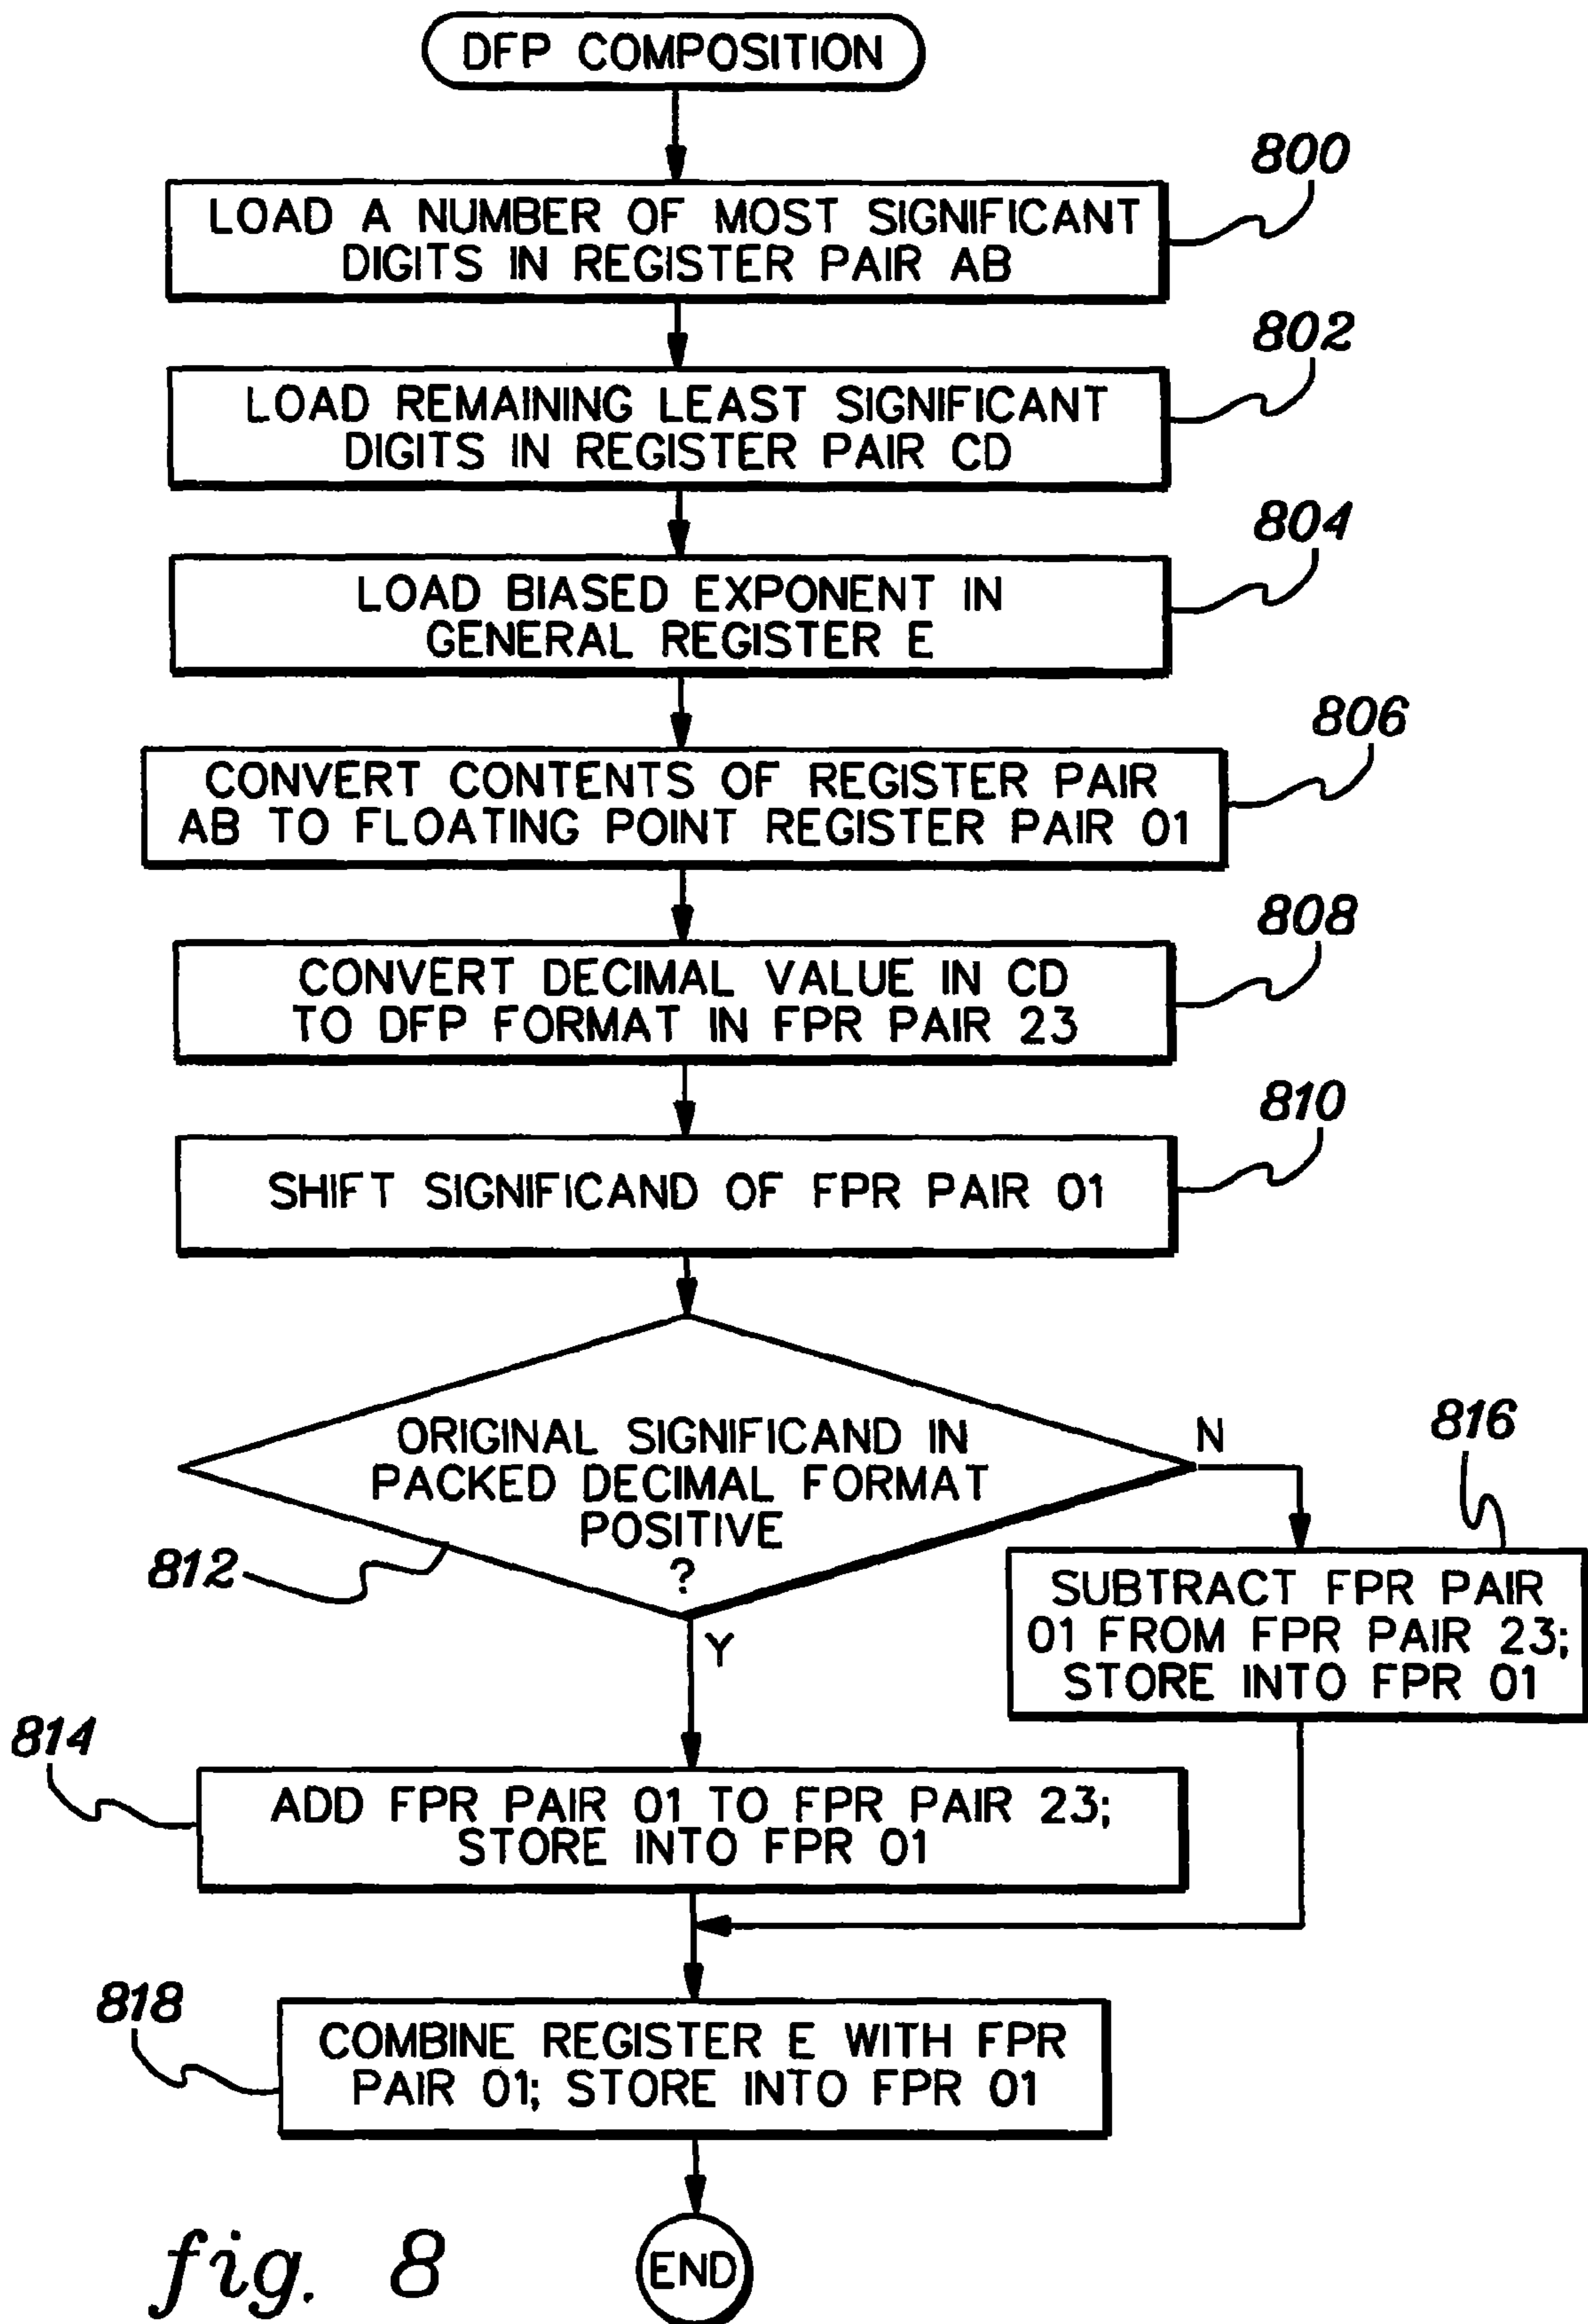 DFP COMPOSITION
800
LOAD A NUMBER OF MOST SIGNIFICANT
DIGITS IN REGISTER PAIR AB
802
LOAD REMAINING LEAST SIGNIFICANT
DIGITS IN REGISTER PAIR CD
804
LOAD BIASED EXPONENT IN
GENERAL REGISTER E
806
CONVERT CONTENTS OF REGISTER PAIR
AB TO FLOATING POINT REGISTER PAIR 01
808
CONVERT DECIMAL VALUE IN CD
TO DFP FORMAT IN FPR PAIR 23
810
SHIFT SIGNIFICAND OF FPR PAIR 01
812
ORIGINAL SIGNIFICAND IN
PACKED DECIMAL FORMAT
POSITIVE
?
N
Y
816
SUBTRACT FPR PAIR
01 FROM FPR PAIR 23;
STORE INTO FPR 01
814
ADD FPR PAIR 01 TO FPR PAIR 23;
STORE INTO FPR 01
818
COMBINE REGISTER E WITH FPR
PAIR 01; STORE INTO FPR 01
END
fig. 8